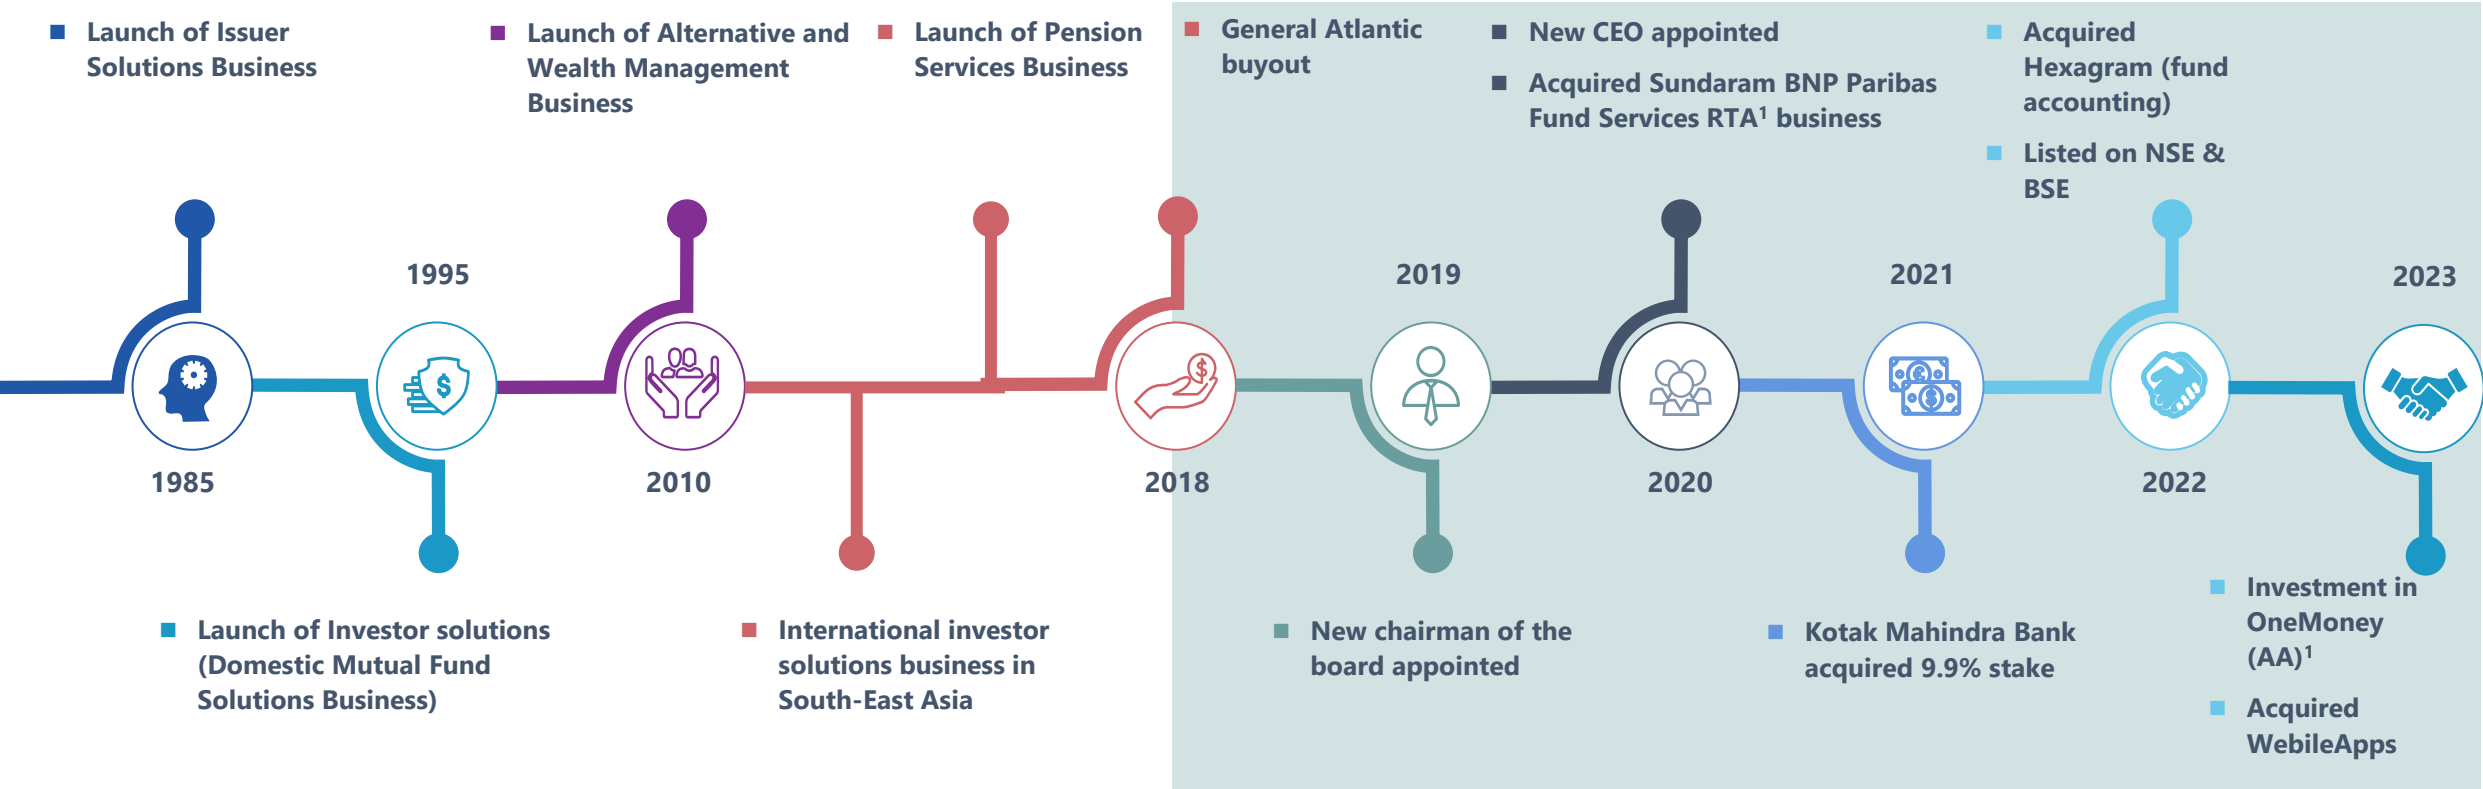 Launch of Issuer
Solutions Business
Launch of Alternative and
Wealth Management
Business
Launch of Pension
Services Business
General Atlantic
buyout
New CEO appointed
Acquired Sundaram BNP Paribas
Fund Services RTA¹ business
Acquired
Hexagram (fund
accounting)
Listed on NSE &
BSE
1995
2019
2021
2023
1985
2010
2018
2020
2022
Launch of Investor solutions
(Domestic Mutual Fund
Solutions Business)
International investor
solutions business in
South-East Asia
New chairman of the
board appointed
Kotak Mahindra Bank
acquired 9.9% stake
Investment in
OneMoney
(AA)¹
Acquired
WebileApps